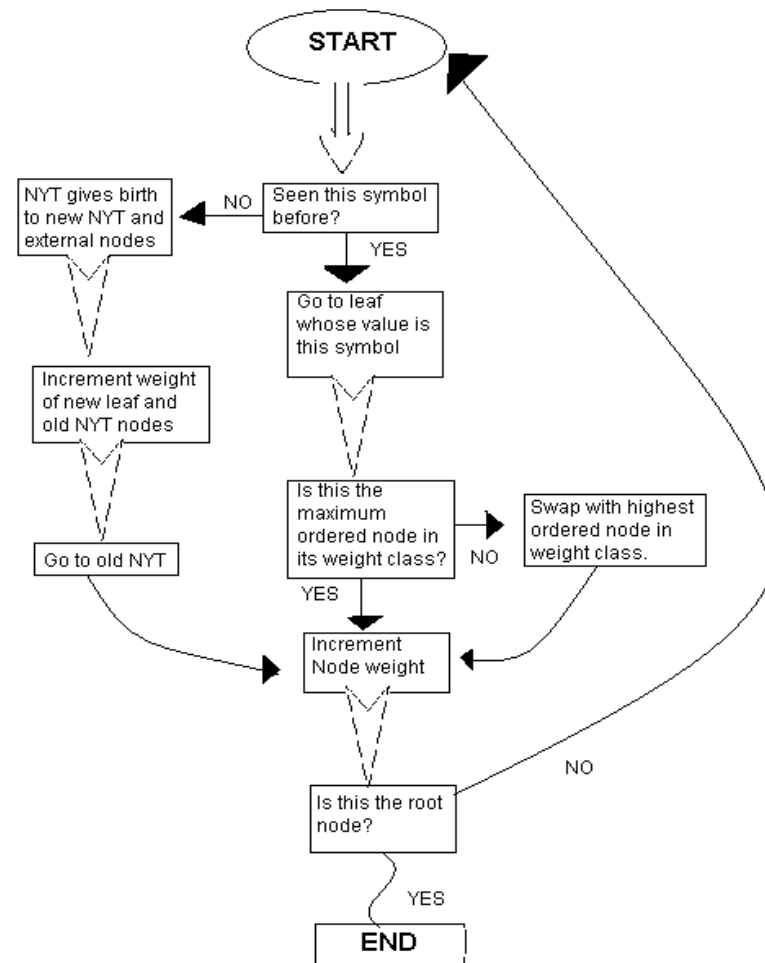 START
Seen this symbol
before?
NO
NYT gives birth
to new NYT and
external nodes
YES
Go to leaf
whose value is
this symbol
Increment weight
of new leaf and
old NYT nodes
Go to old NYT
Is this the
maximum
ordered node in
its weight class?
NO
Swap with highest
ordered node in
weight class.
YES
Increment
Node weight
NO
Is this the root
node?
YES
END